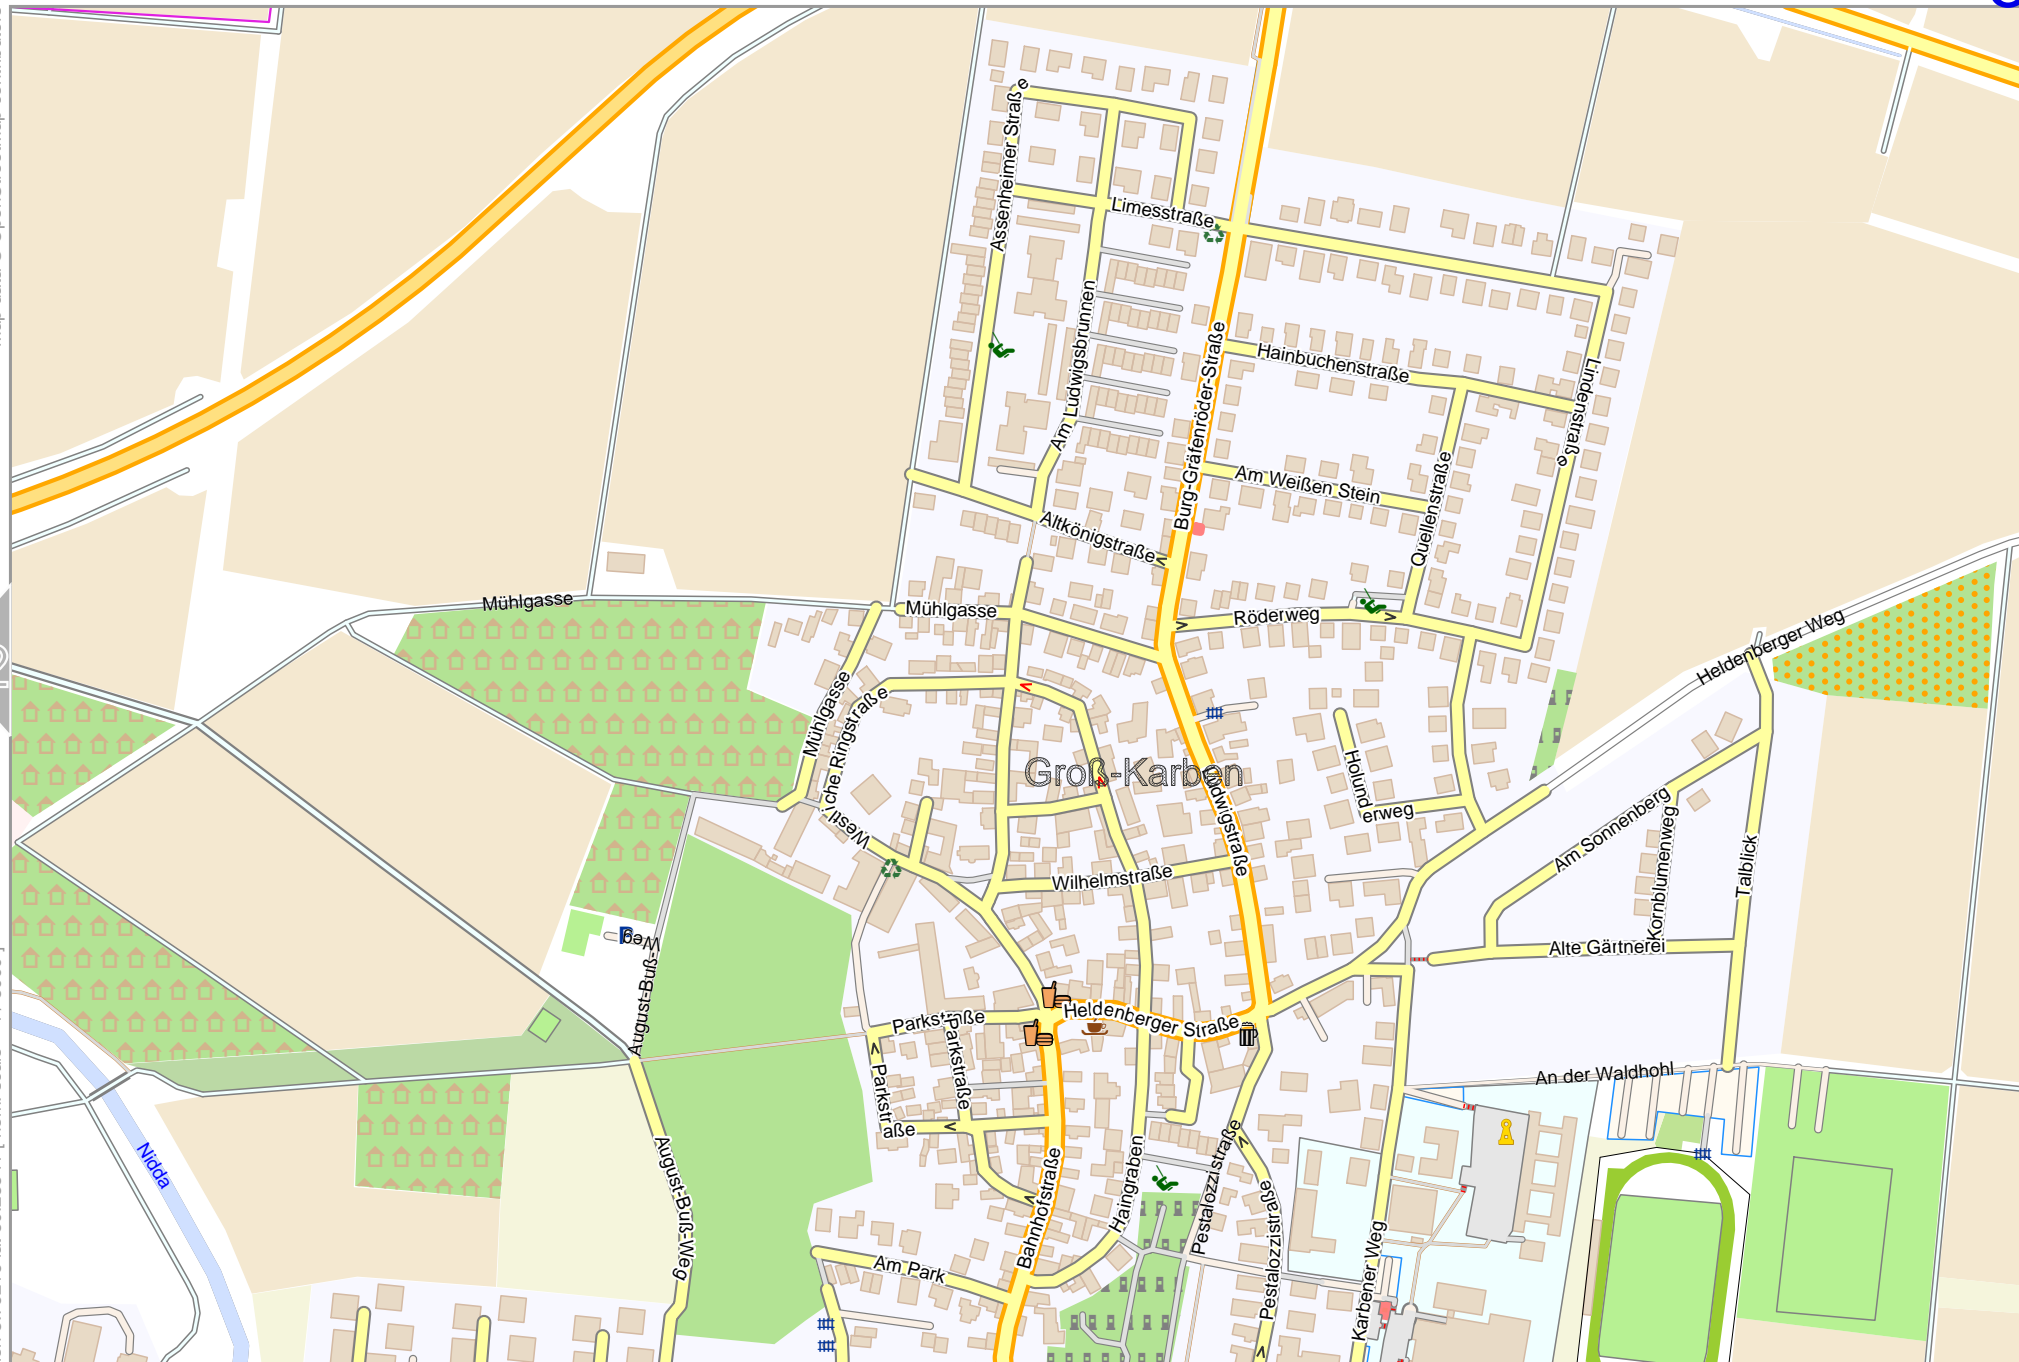 Assenheimer Straße
Limesstraße
Am Ludwigsbrunnen
Burg-Gräfenröder-Straße
Hainbuchenstraße
Lindenstraße
Am Weißen Stein
Quellenstraße
Altkönigstraße
Mühlgasse
Mühlgasse
Röderweg
Heldenberger Weg
Mühlgasse
Westliche Ringstraße
Groß-Karben
Ludwigstraße
Holunderweg
Am Sonnenberg
Kornblumenweg
Talblick
Wilhelmstraße
Alte Gärtnerei
August-Buß-Weg
Weg
P
Parkstraße
Heldenberger Straße
Parkstraße
Parkstraße
An der Waldhohl
Nidda
August-Buß-Weg
Haingraben
Pestalozzistraße
Pestalozzistraße
Bahnhofstraße
Am Park
Karbener Weg